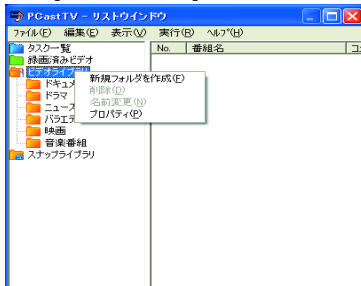 PCastTV - リストウインドウ
ファイル(F) 編集(E) 表示(V) 実行(R) ヘルプ(H)
No. 番組名
タスク一覧
録画済みビデオ
ビデオライブラリ
新規フォルダを作成(F)
ドキュメ
削除(D)
ドラマ
名前変更(N)
ニュース
プロパティ(P)
バラエテ
映画
音楽番組
スナップライブラリ